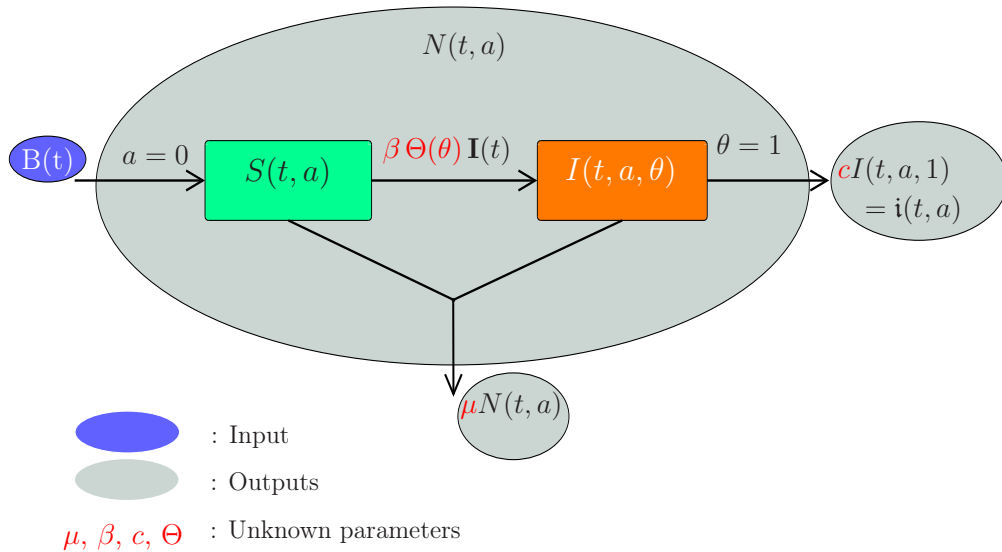 N(t, a)
B(t)
a = 0
S(t, a)
β Θ(θ) I(t)
I(t, a, θ)
θ = 1
cI(t, a, 1)
= 𝔦(t, a)
μN(t, a)
: Input
: Outputs
μ, β, c, Θ : Unknown parameters